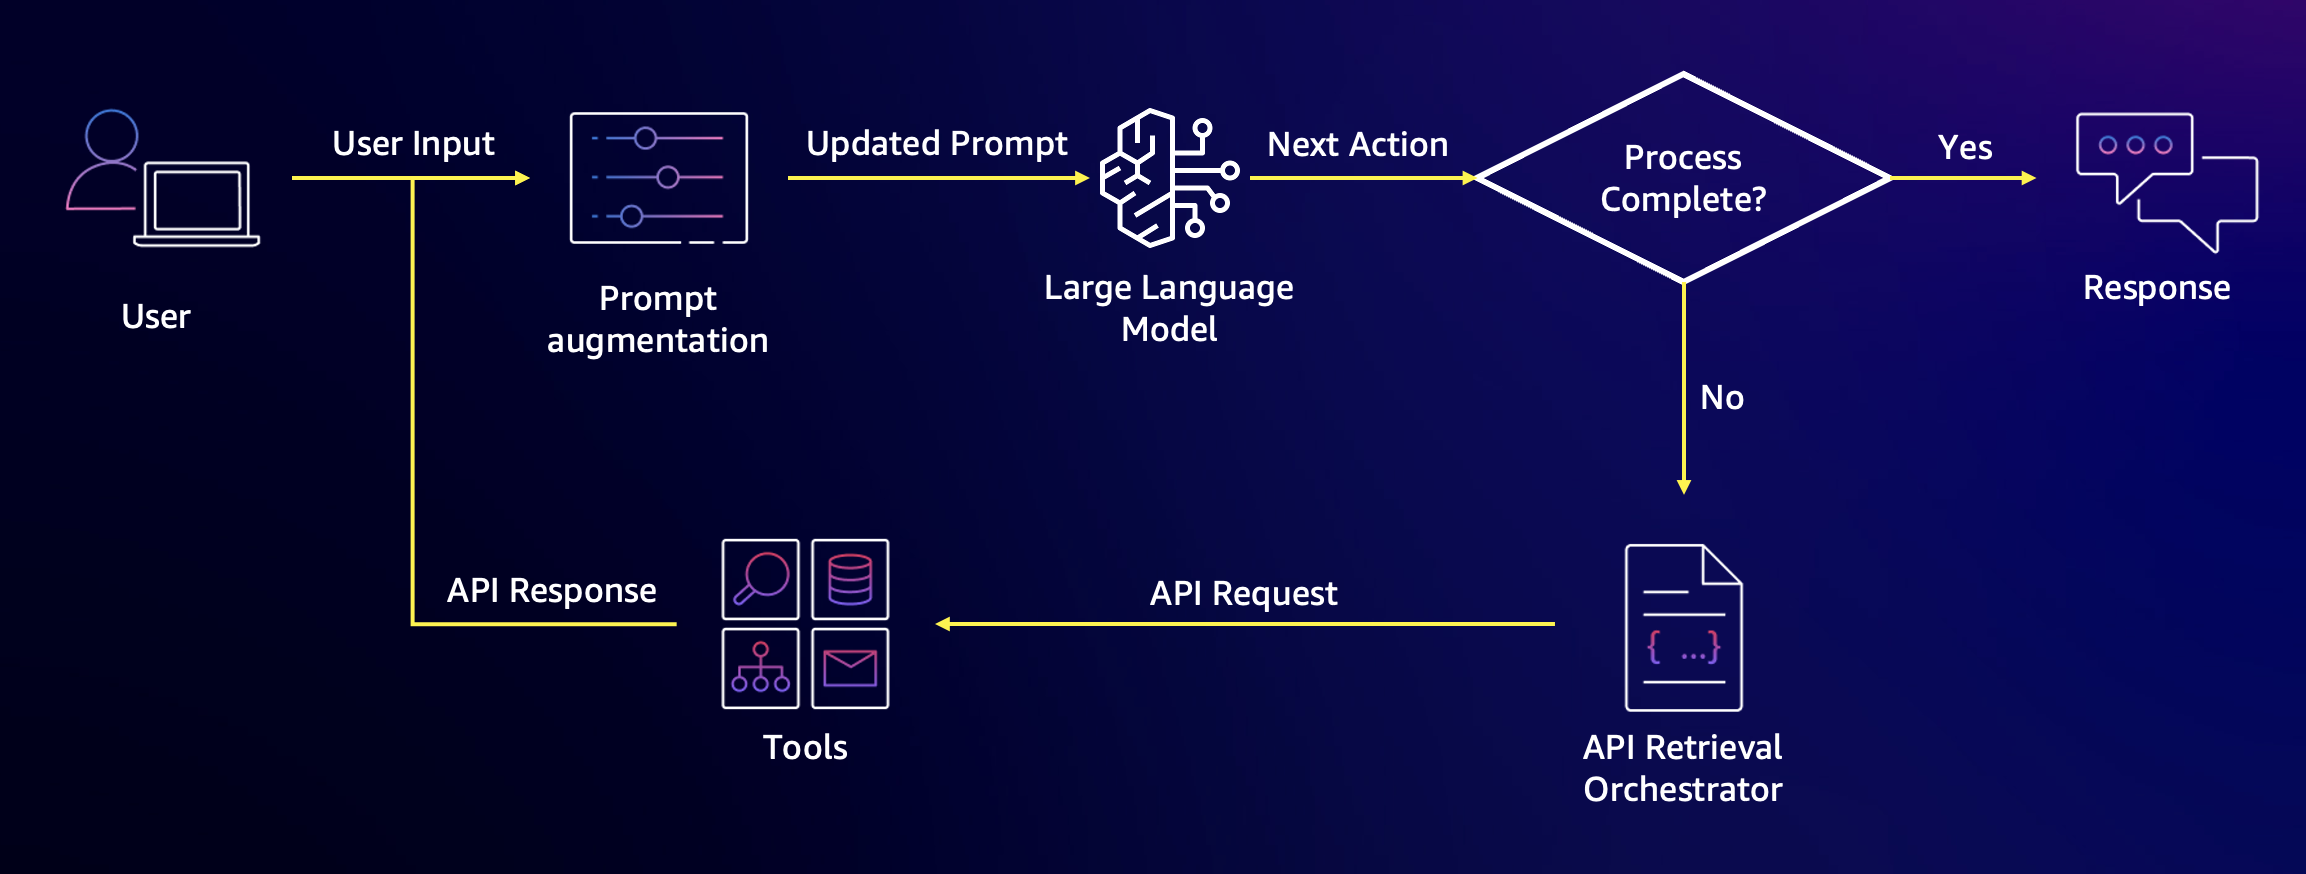 User Input
Updated Prompt
Next Action
Process
Complete?
Yes
User
Prompt
augmentation
Large Language
Model
Response
No
API Response
API Request
{ ...}
Tools
API Retrieval
Orchestrator